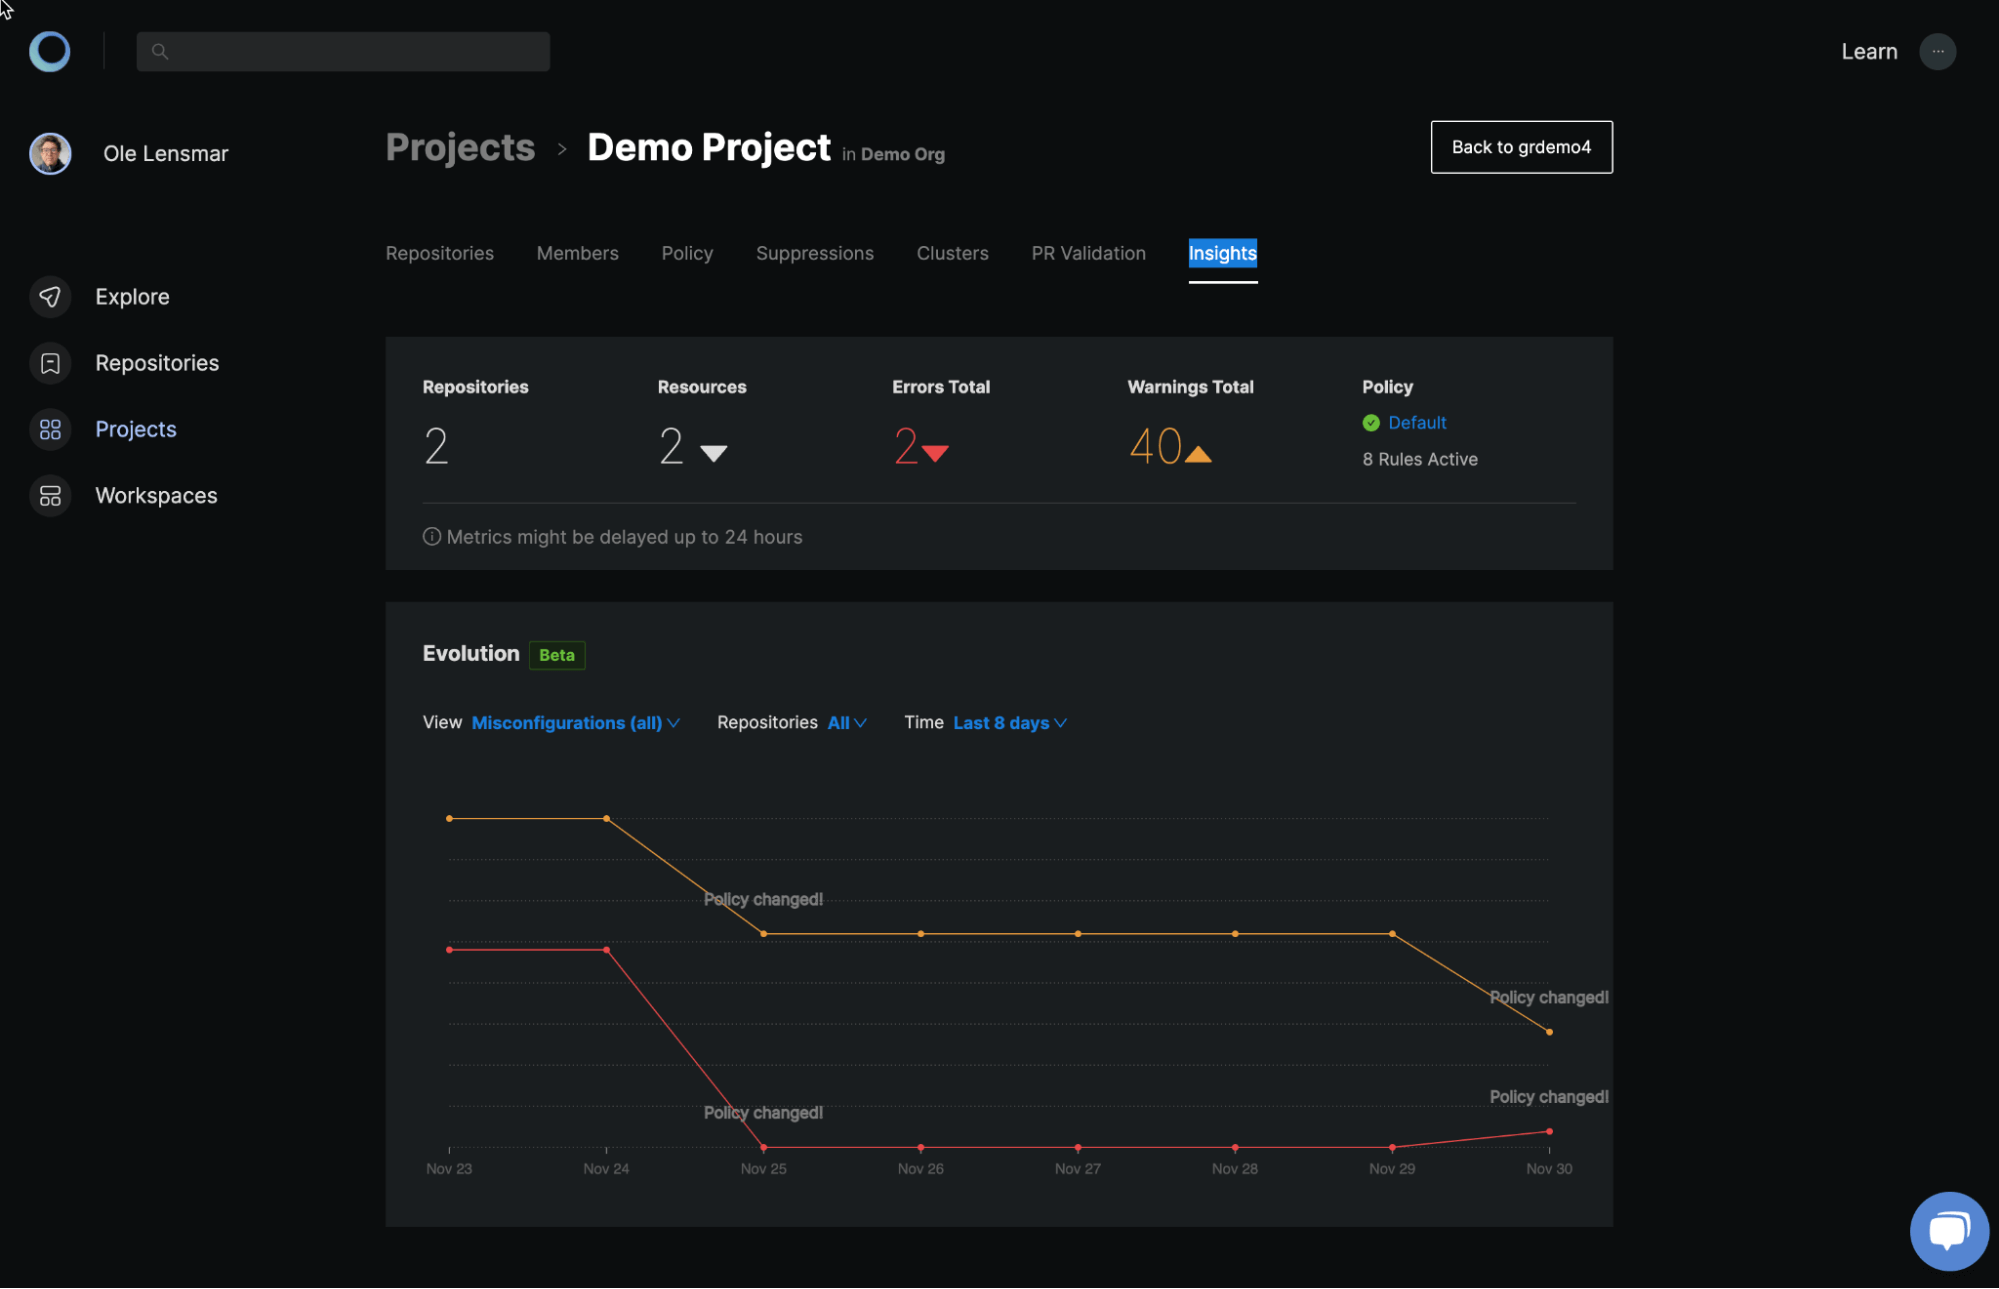 Learn
Ole Lensmar
Projects > Demo Project in Demo Org
Back to grdemo4
Repositories Members Policy Suppressions Clusters PR Validation Insights
Explore
Repositories
Projects
Workspaces
Repositories Resources Errors Total Warnings Total Policy
2 2 2 40 Default
8 Rules Active
Metrics might be delayed up to 24 hours
Evolution Beta
View Misconfigurations (all) Repositories All Time Last 8 days
Policy changed!
Policy changed!
Policy changed!
Policy changed!
Nov 23 Nov 24 Nov 25 Nov 26 Nov 27 Nov 28 Nov 29 Nov 30